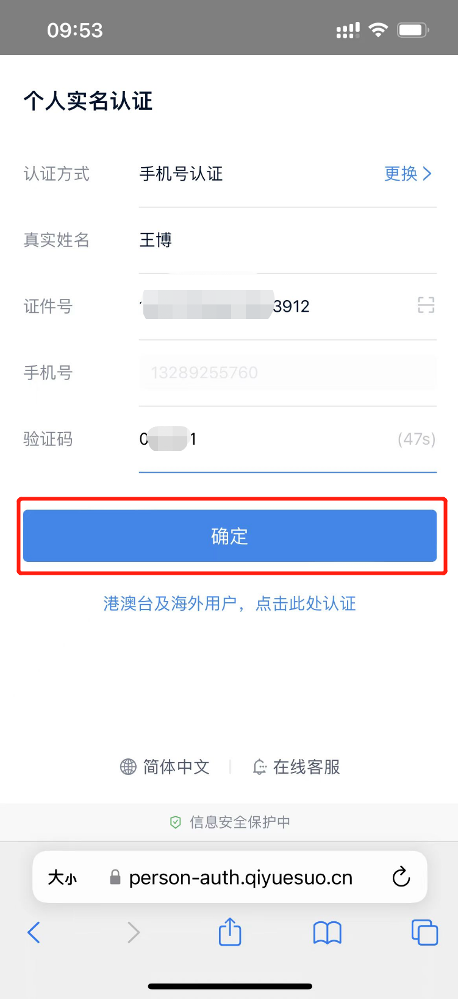 09:53
个人实名认证
认证方式 手机号认证 更换
真实姓名 王博
证件号 3912
手机号 13289255760
验证码 0 1 (47s)
确定
港澳台及海外用户，点击此处认证
简体中文 在线客服
信息安全保护中
大小 person-auth.qiyuesuo.cn